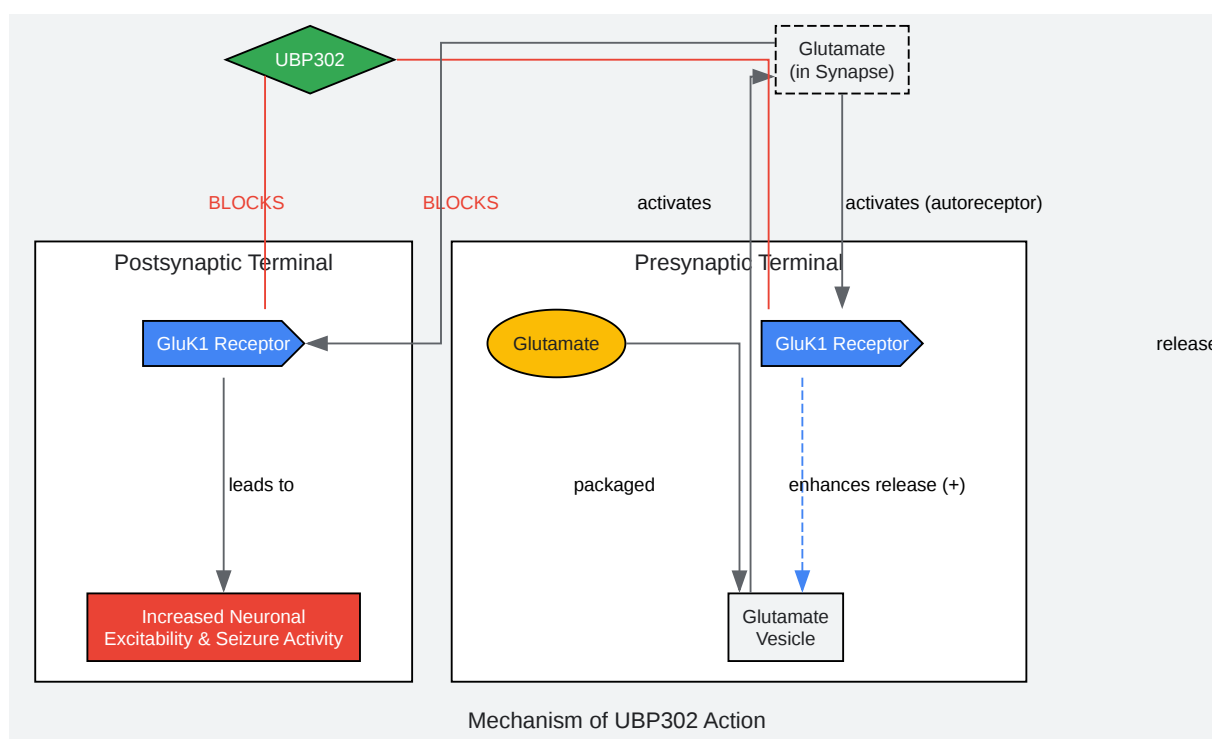 UBP302
Glutamate
(in Synapse)
BLOCKS
BLOCKS
activates
activates (autoreceptor)
Postsynaptic Terminal
Presynaptic Terminal
GluK1 Receptor
Glutamate
GluK1 Receptor
release
leads to
packaged
enhances release (+)
Increased Neuronal
Excitability & Seizure Activity
Glutamate
Vesicle
Mechanism of UBP302 Action